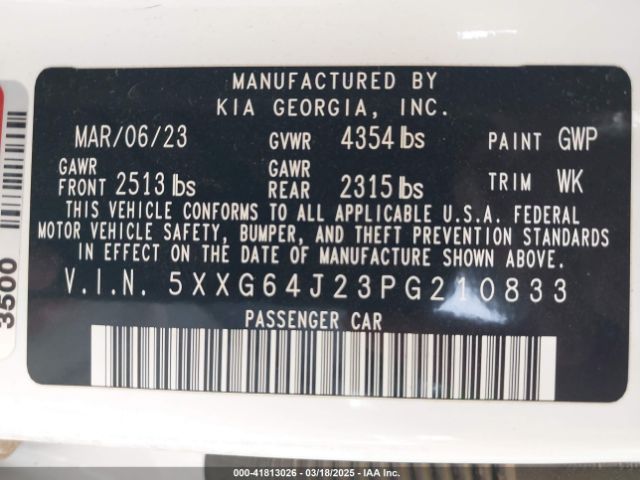 MANUFACTURED BY
KIA GEORGIA, INC.
MAR/06/23 GVWR 4354 lbs PAINT GWP
GAWR FRONT 2513 lbs GAWR REAR 2315 lbs TRIM WK
THIS VEHICLE CONFORMS TO ALL APPLICABLE U.S.A. FEDERAL
MOTOR VEHICLE SAFETY, BUMPER, AND THEFT PREVENTION STANDARDS
IN EFFECT ON THE DATE OF MANUFACTURE SHOWN ABOVE.
V.I.N. 5XXG64J23PG210833
PASSENGER CAR
3500
000-41813026 - 03/18/2025 - IAAI Inc. - Copyright